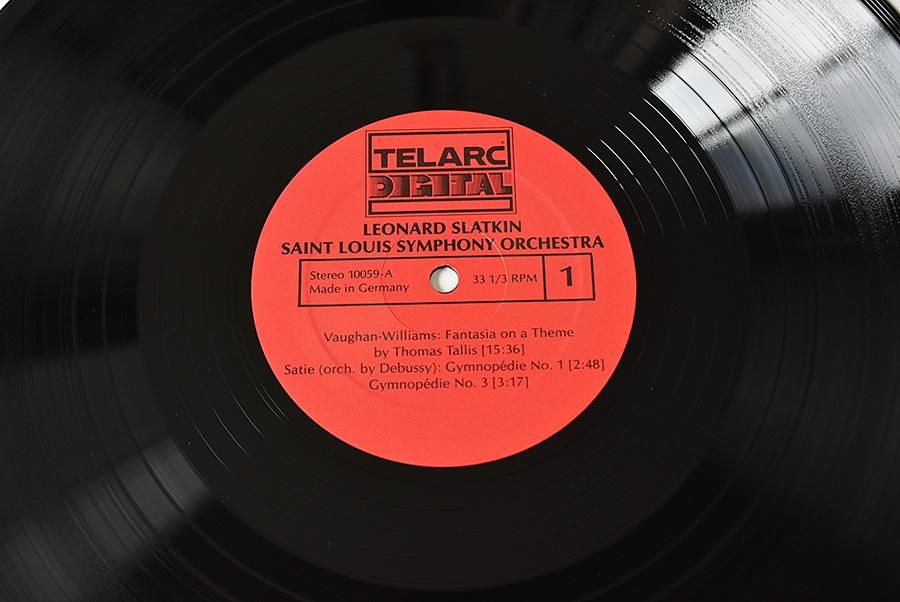 TELARC®
DIGITAL
LEONARD SLATKIN
SAINT LOUIS SYMPHONY ORCHESTRA
Stereo 10059-A
Made in Germany
33 1/3 RPM
1
Vaughan-Williams: Fantasia on a Theme
by Thomas Tallis [15:36]
Satie (orch. by Debussy): Gymnopédie No. 1 [2:48]
Gymnopédie No. 3 [3:17]